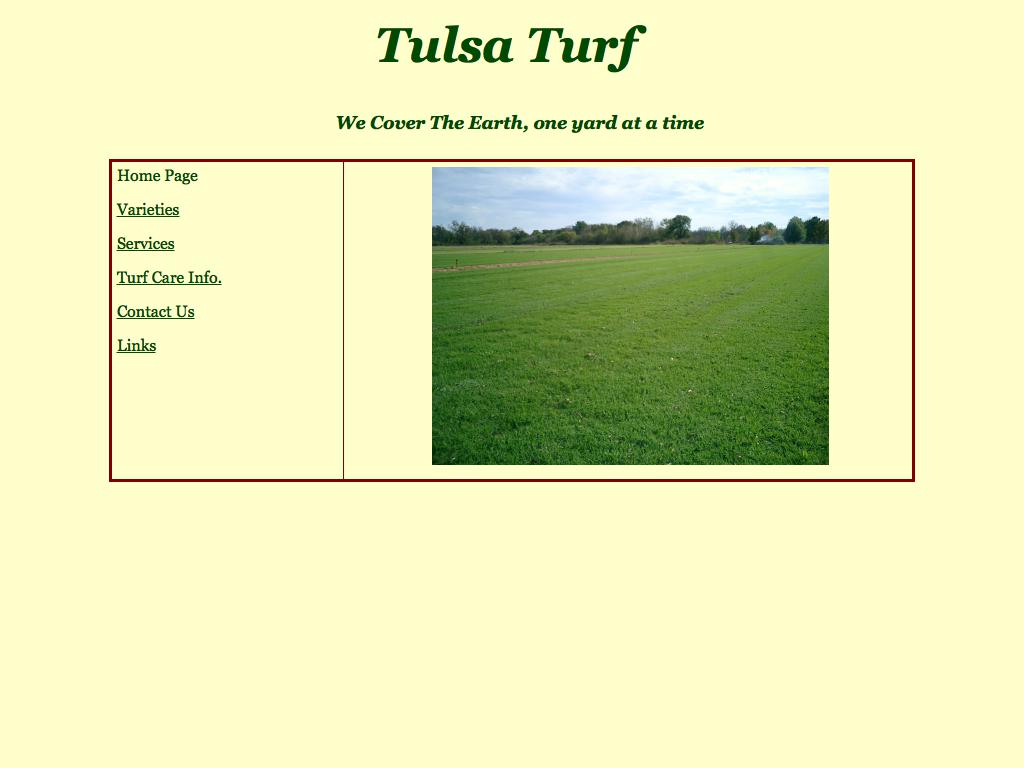 Tulsa Turf
We Cover The Earth, one yard at a time
Home Page
Varieties
Services
Turf Care Info.
Contact Us
Links